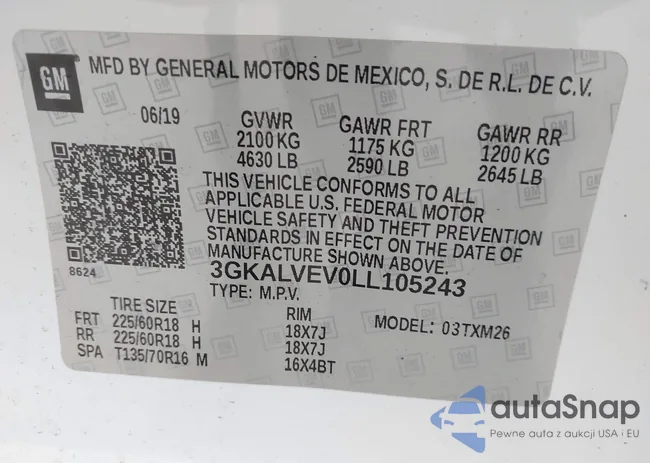 GM
MFD BY GENERAL MOTORS DE MEXICO, S. DE R.L. DE C.V.
06/19
GVWR GAWR FRT GAWR RR
2100 KG 1175 KG 1200 KG
4630 LB 2590 LB 2645 LB
THIS VEHICLE CONFORMS TO ALL
APPLICABLE U.S. FEDERAL MOTOR
VEHICLE SAFETY AND THEFT PREVENTION
STANDARDS IN EFFECT ON THE DATE OF
MANUFACTURE SHOWN ABOVE.
8624
3GKALVEV0LL105243
TYPE: M.P.V.
TIRE SIZE RIM
FRT 225/60R18 H 18X7J MODEL: 03TXM26
RR 225/60R18 H 18X7J
SPA T135/70R16 M 16X4BT
autaSnap
Pewne auta z aukcji USA i EU